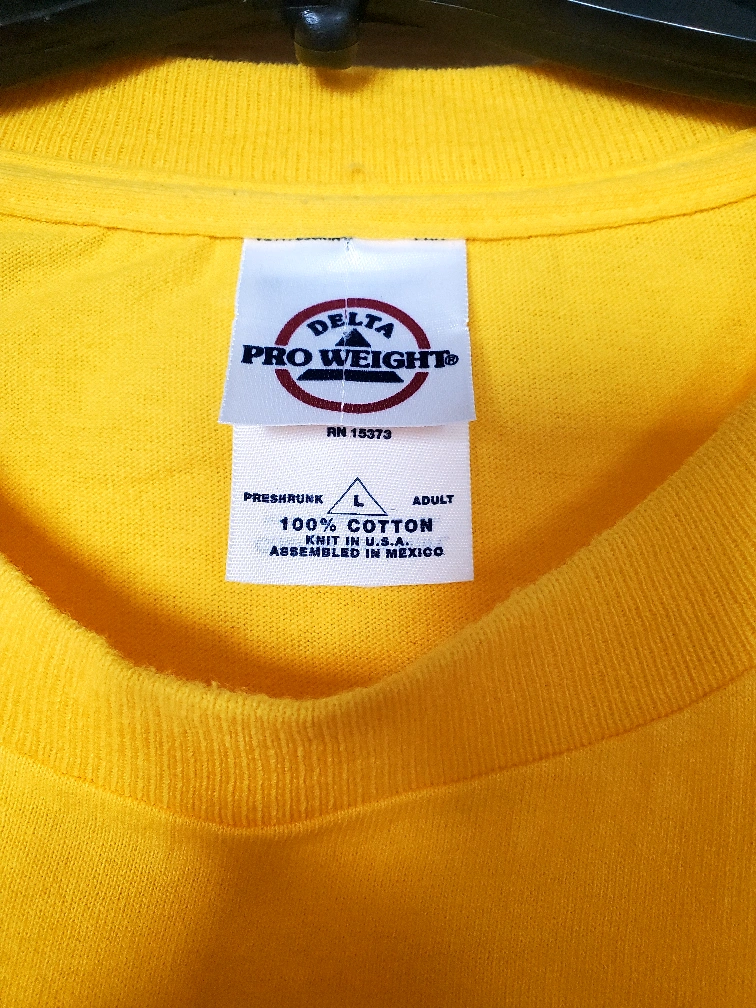 DELTA
PRO WEIGHT®
RN 15373
PRESHRUNK L ADULT
100% COTTON
KNIT IN U.S.A.
ASSEMBLED IN MEXICO